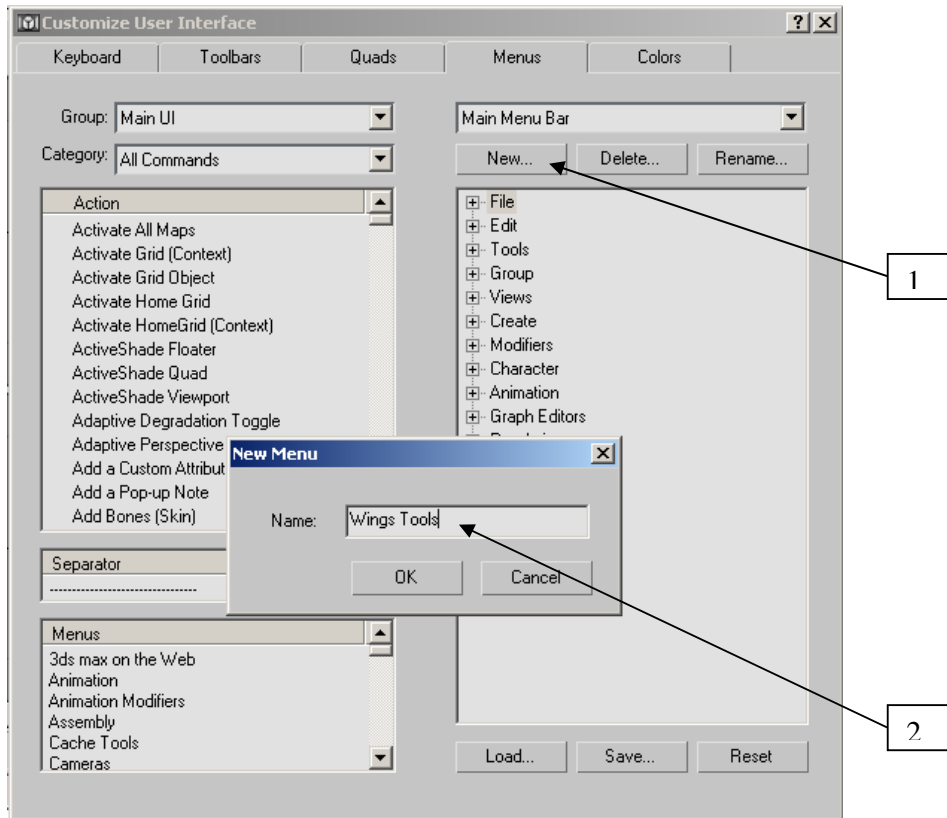 Customize User Interface
Keyboard
Toolbars
Quads
Menus
Colors
Group: Main UI
Category: All Commands
Action
Activate All Maps
Activate Grid (Context)
Activate Grid Object
Activate Home Grid
Activate HomeGrid (Context)
ActiveShade Floater
ActiveShade Quad
ActiveShade Viewport
Adaptive Degradation Toggle
Adaptive Perspective
Add a Custom Attribut
Add a Pop-up Note
Add Bones (Skin)
Separator
---------------------------------
Menus
3ds max on the Web
Animation
Animation Modifiers
Assembly
Cache Tools
Cameras
Main Menu Bar
New...
Delete...
Rename...
File
Edit
Tools
Group
Views
Create
Modifiers
Character
Animation
Graph Editors
New Menu
Name: Wings Tools
OK
Cancel
Load...
Save...
Reset
1
2